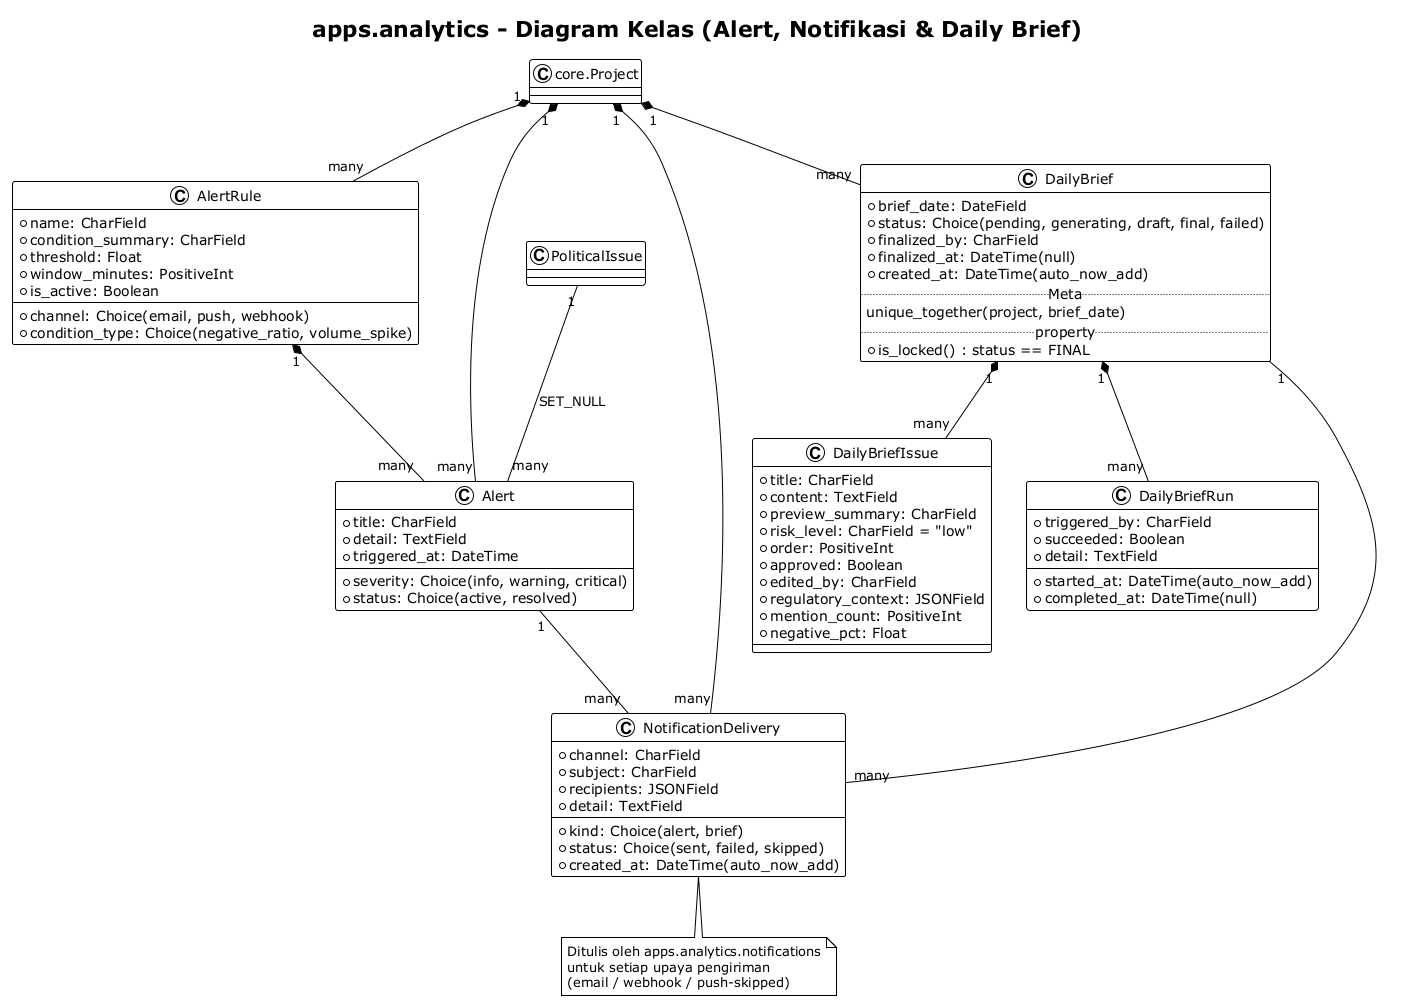 apps.analytics - Diagram Kelas (Alert, Notifikasi & Daily Brief)
C core.Project
1
1
1
1
many
many
C AlertRule
name: CharField
condition_summary: CharField
threshold: Float
window_minutes: PositiveInt
is_active: Boolean
channel: Choice(email, push, webhook)
condition_type: Choice(negative_ratio, volume_spike)
1
C PoliticalIssue
1
SET_NULL
C DailyBrief
brief_date: DateField
status: Choice(pending, generating, draft, final, failed)
finalized_by: CharField
finalized_at: DateTime(null)
created_at: DateTime(auto_now_add)
Meta
unique_together(project, brief_date)
property
is_locked() : status == FINAL
1
1
1
many
many
many
many
many
C Alert
title: CharField
detail: TextField
triggered_at: DateTime
severity: Choice(info, warning, critical)
status: Choice(active, resolved)
1
C DailyBriefIssue
title: CharField
content: TextField
preview_summary: CharField
risk_level: CharField = "low"
order: PositiveInt
approved: Boolean
edited_by: CharField
regulatory_context: JSONField
mention_count: PositiveInt
negative_pct: Float
C DailyBriefRun
triggered_by: CharField
succeeded: Boolean
detail: TextField
started_at: DateTime(auto_now_add)
completed_at: DateTime(null)
many
many
many
C NotificationDelivery
channel: CharField
subject: CharField
recipients: JSONField
detail: TextField
kind: Choice(alert, brief)
status: Choice(sent, failed, skipped)
created_at: DateTime(auto_now_add)
Ditulis oleh apps.analytics.notifications
untuk setiap upaya pengiriman
(email / webhook / push-skipped)